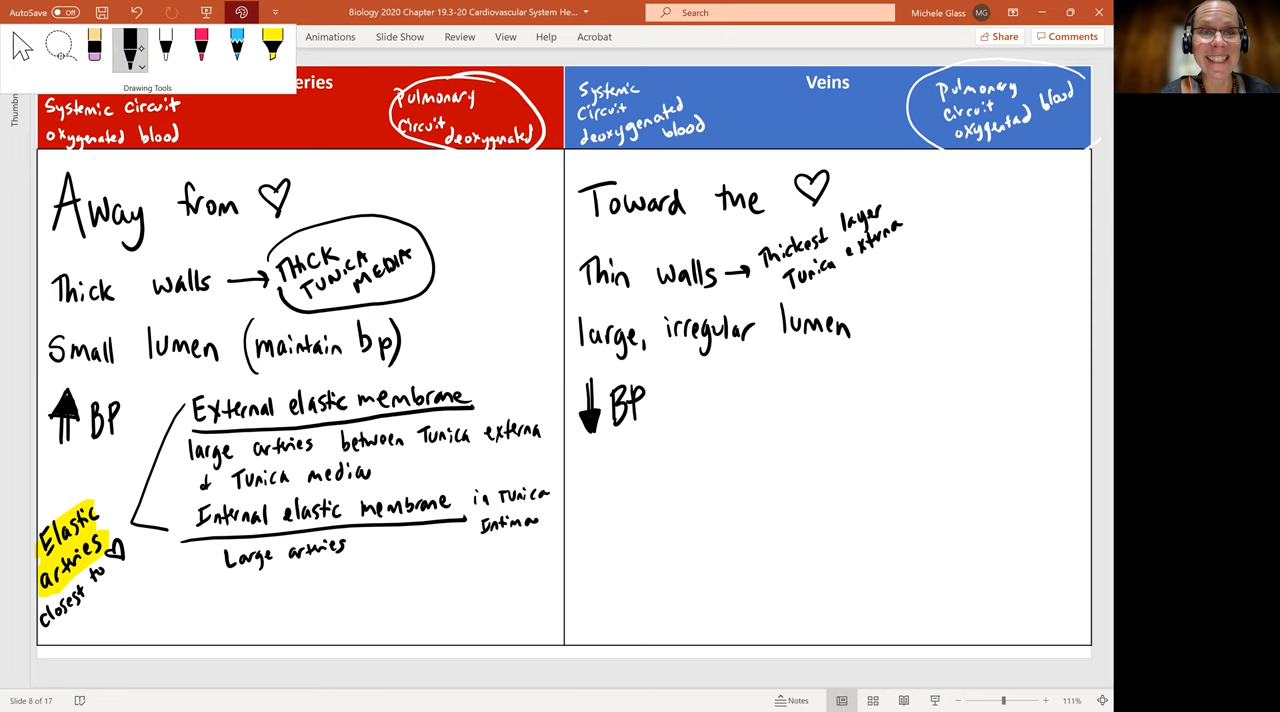 AutoSave Off
Biology 2020 Chapter 19.3-20 Cardiovascular System He...
Search
Michele Glass MG
Animations Slide Show Review View Help Acrobat
Share Comments
Drawing Tools
Thumbn
eries
Systemic circuit
oxygenated blood
Pulmonary
Circuit deoxygenated
Veins
Systemic
Circuit
deoxygenated
blood
Pulmonary
circuit
oxygentad blood
Away from ♡
Thick walls → THICK
TUNICA
MEDIA
Small lumen (maintain bp)
↑ BP
External elastic membrane
large arteries between Tunica externa
& Tunica media
Internal elastic membrane in Tunica
Intima
Large arteries
Elastic
arteries
closest to ♡
Toward the ♡
Thin walls → Thickest layer
Tunica externa
large, irregular lumen
↓ BP
Slide 8 of 17
Notes
111%